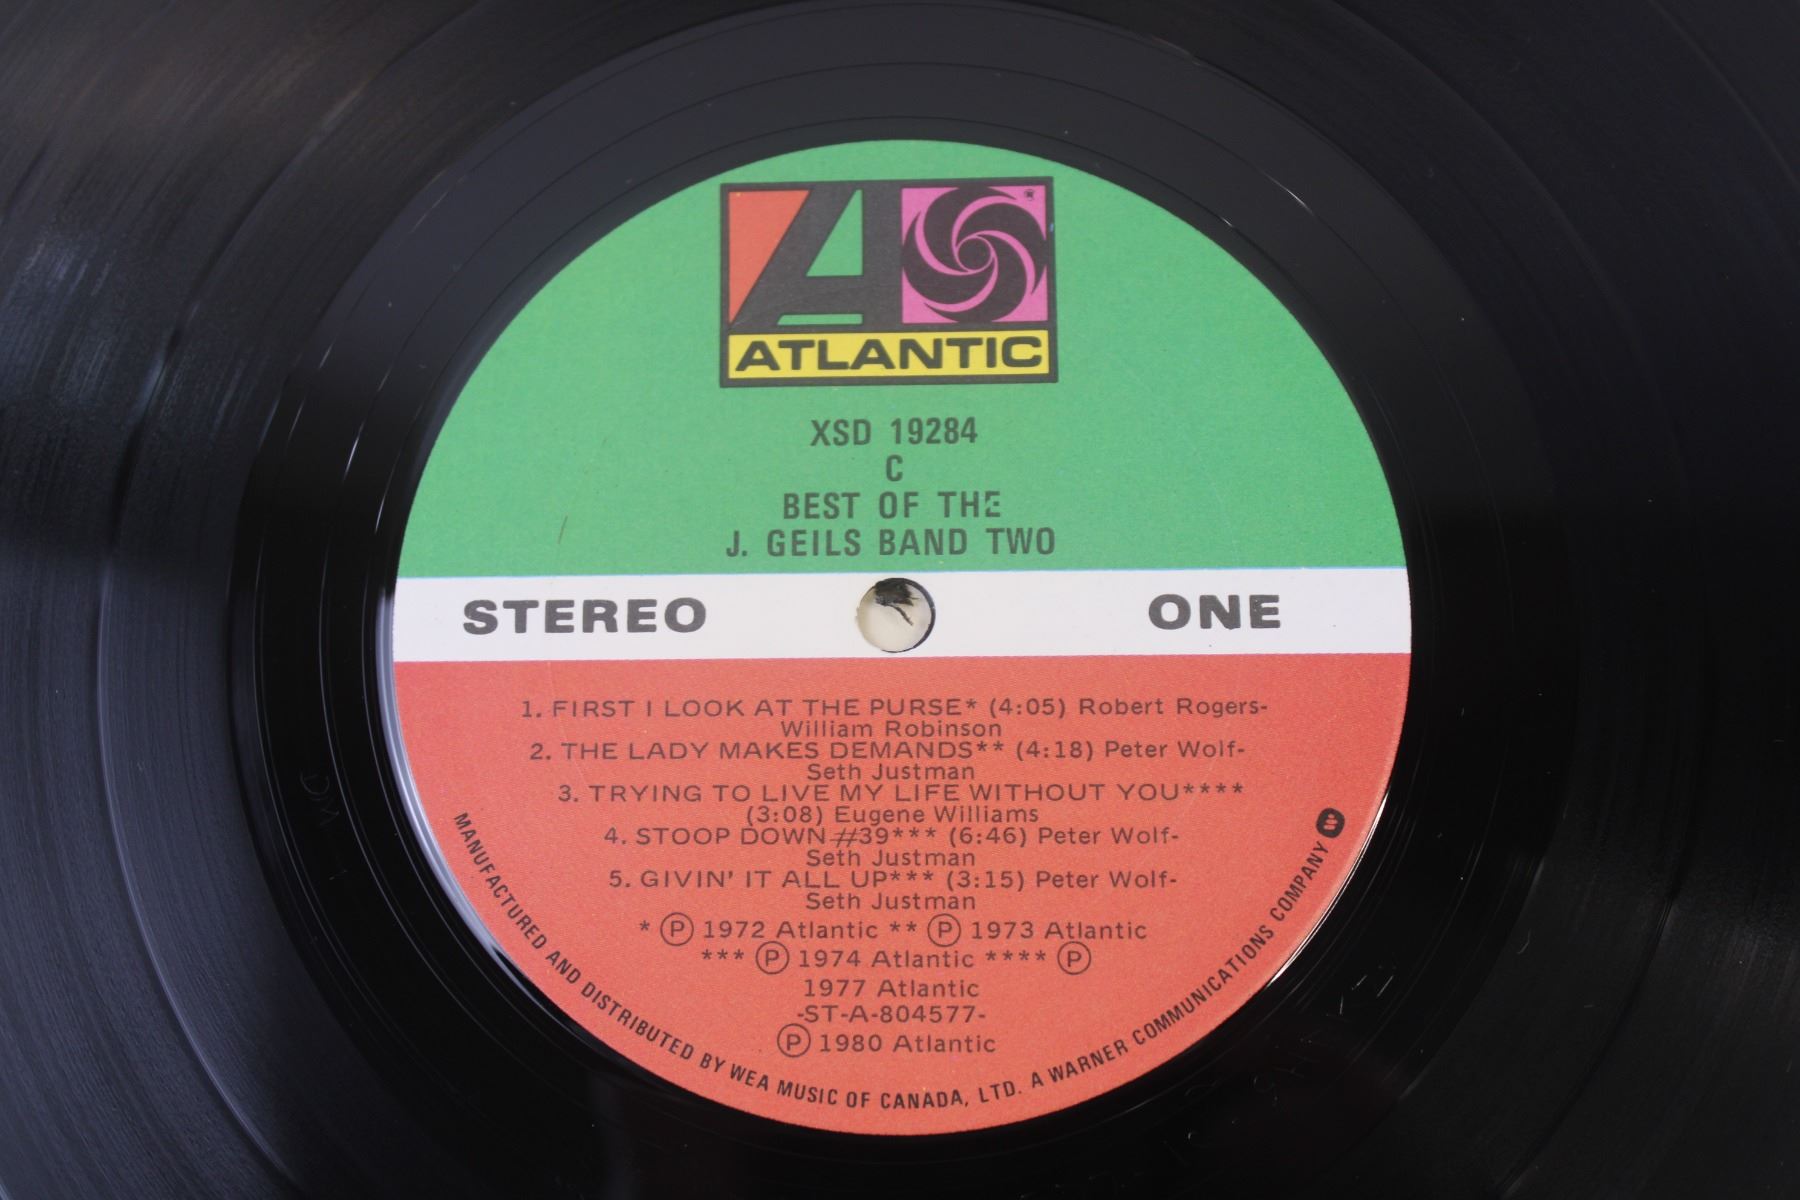 ATLANTIC
XSD 19284
C
BEST OF THE
J. GEILS BAND TWO
STEREO ONE
1. FIRST I LOOK AT THE PURSE* (4:05) Robert Rogers-
William Robinson
2. THE LADY MAKES DEMANDS** (4:18) Peter Wolf-
Seth Justman
3. TRYING TO LIVE MY LIFE WITHOUT YOU****
(3:08) Eugene Williams
4. STOOP DOWN #39*** (6:46) Peter Wolf-
Seth Justman
5. GIVIN' IT ALL UP*** (3:15) Peter Wolf-
Seth Justman
* Ⓟ 1972 Atlantic ** Ⓟ 1973 Atlantic
*** Ⓟ 1974 Atlantic **** Ⓟ
1977 Atlantic
-ST-A-804577-
Ⓟ 1980 Atlantic
MANUFACTURED AND DISTRIBUTED BY WEA MUSIC OF CANADA, LTD. A WARNER COMMUNICATIONS COMPANY